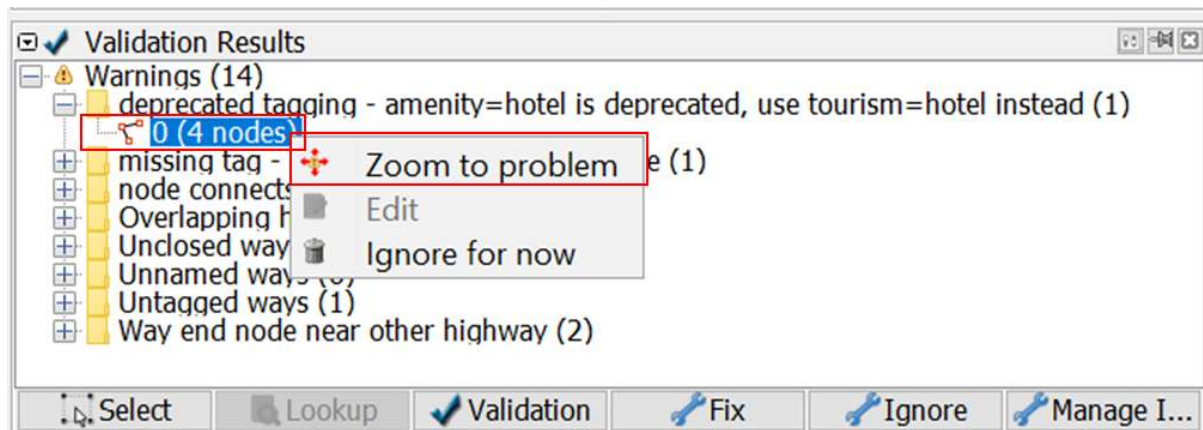 Validation Results
Warnings (14)
deprecated tagging - amenity=hotel is deprecated, use tourism=hotel instead (1)
0 (4 nodes)
missing tag - e (1)
Zoom to problem
node connects
Edit
Overlapping h
Unclosed way
Ignore for now
Unnamed ways (6)
Untagged ways (1)
Way end node near other highway (2)
Select Lookup Validation Fix Ignore Manage I...